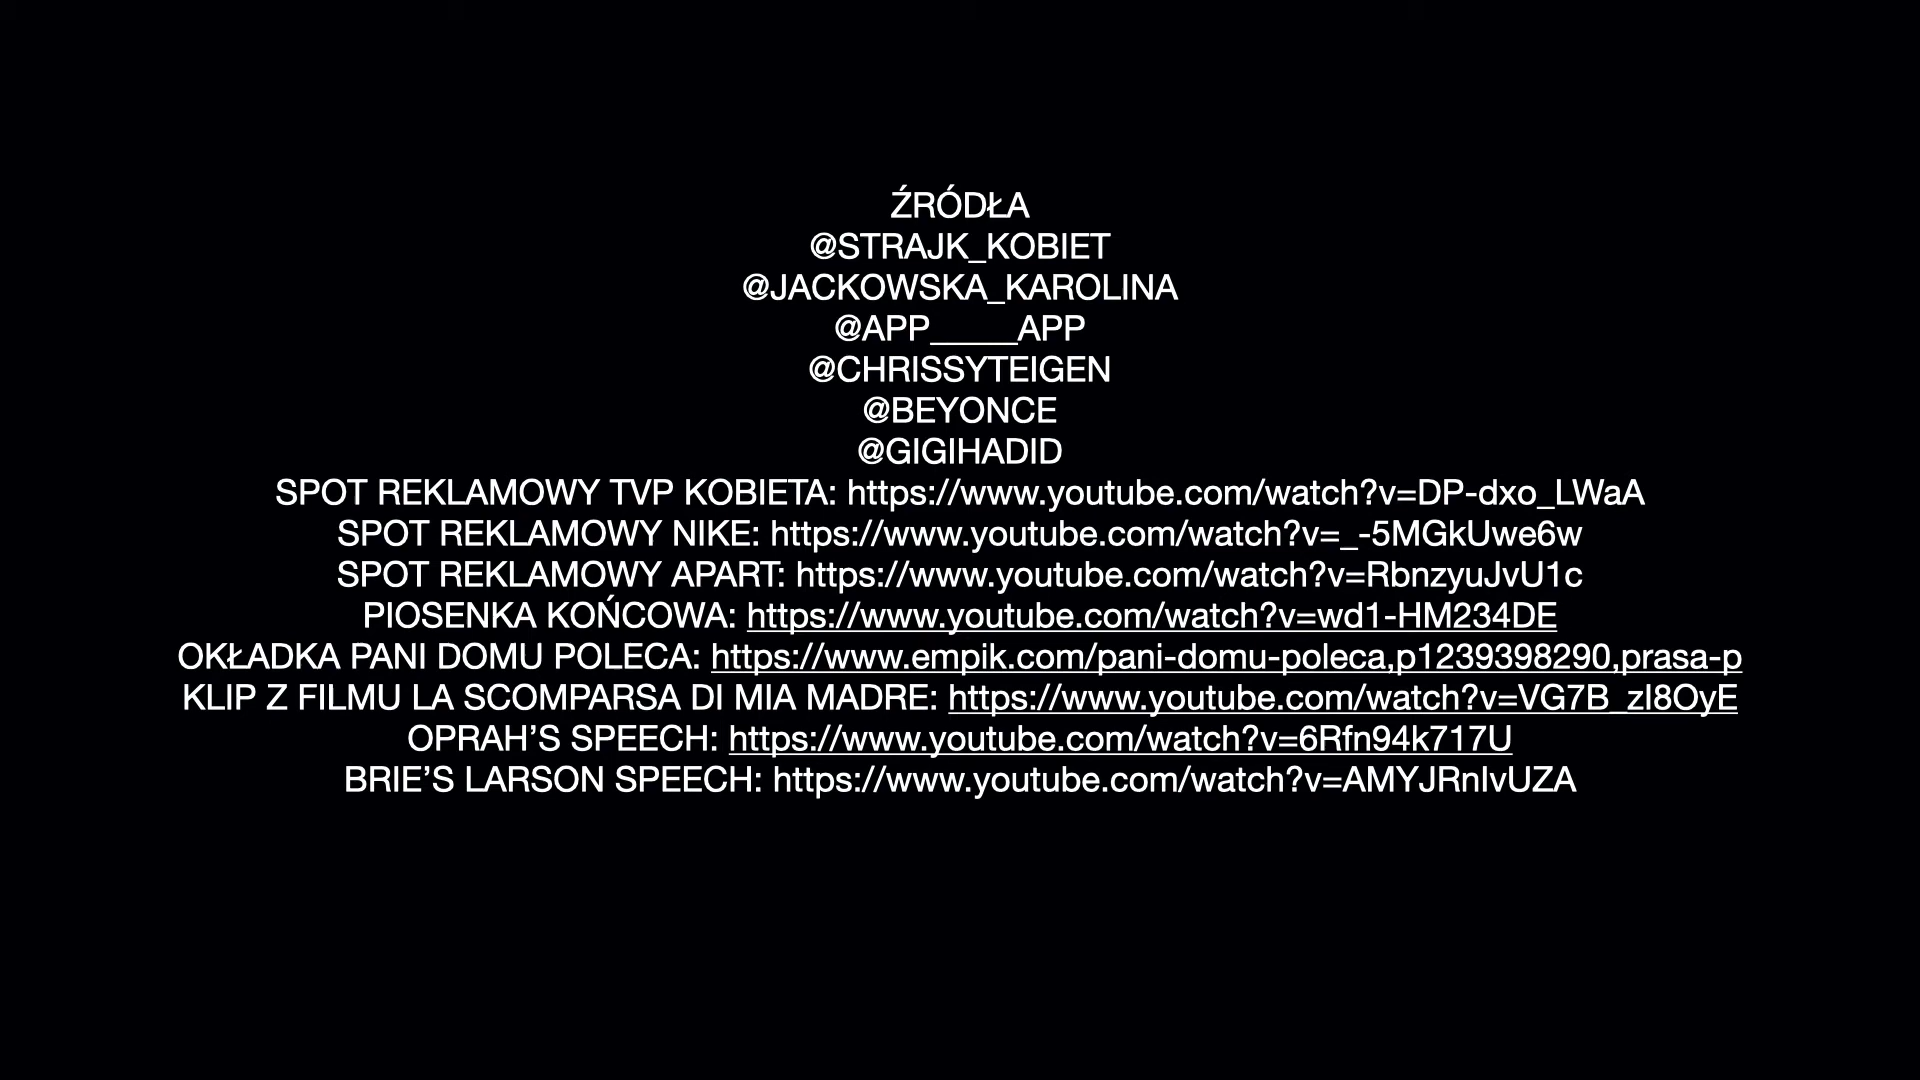 ŹRÓDŁA
@STRAJK_KOBIET
@JACKOWSKA_KAROLINA
@APP_____APP
@CHRISSYTEIGEN
@BEYONCE
@GIGIHADID
SPOT REKLAMOWY TVP KOBIETA: https://www.youtube.com/watch?v=DP-dxo_LWaA
SPOT REKLAMOWY NIKE: https://www.youtube.com/watch?v=_-5MGkUwe6w
SPOT REKLAMOWY APART: https://www.youtube.com/watch?v=RbnzyuJvU1c
PIOSENKA KOŃCOWA: https://www.youtube.com/watch?v=wd1-HM234DE
OKŁADKA PANI DOMU POLECA: https://www.empik.com/pani-domu-poleca,p1239398290,prasa-p
KLIP Z FILMU LA SCOMPARSA DI MIA MADRE: https://www.youtube.com/watch?v=VG7B_zI8OyE
OPRAH’S SPEECH: https://www.youtube.com/watch?v=6Rfn94k717U
BRIE’S LARSON SPEECH: https://www.youtube.com/watch?v=AMYJRnIvUZA